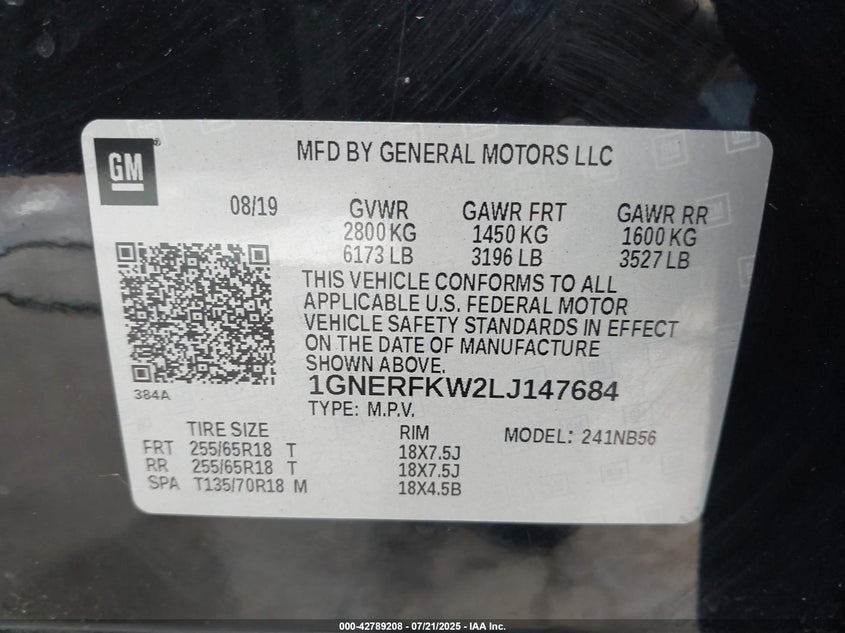 GM
MFD BY GENERAL MOTORS LLC
08/19 GVWR GAWR FRT GAWR RR
2800 KG 1450 KG 1600 KG
6173 LB 3196 LB 3527 LB
THIS VEHICLE CONFORMS TO ALL
APPLICABLE U.S. FEDERAL MOTOR
VEHICLE SAFETY STANDARDS IN EFFECT
ON THE DATE OF MANUFACTURE
SHOWN ABOVE.
384A
1GNERFKW2LJ147684
TYPE: M.P.V.
TIRE SIZE RIM MODEL: 241NB56
FRT 255/65R18 T 18X7.5J
RR 255/65R18 T 18X7.5J
SPA T135/70R18 M 18X4.5B
000-42789208 - 07/21/2025 - IAA Inc.